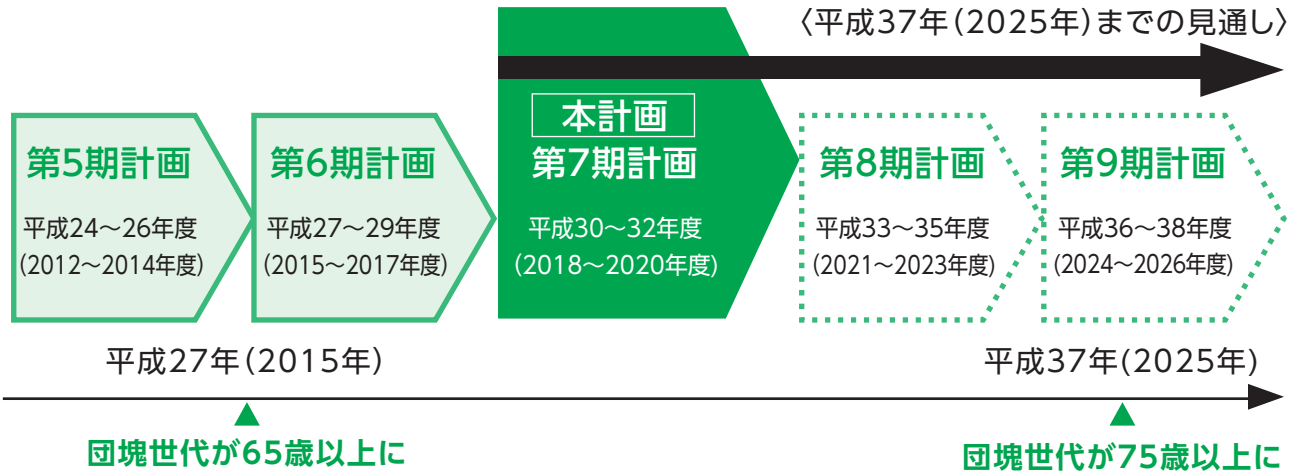 〈平成37年(2025年)までの見通し〉
第5期計画
平成24～26年度
(2012～2014年度)
第6期計画
平成27～29年度
(2015～2017年度)
本計画
第7期計画
平成30～32年度
(2018～2020年度)
第8期計画
平成33～35年度
(2021～2023年度)
第9期計画
平成36～38年度
(2024～2026年度)
平成27年(2015年)
平成37年(2025年)
団塊世代が65歳以上に
団塊世代が75歳以上に